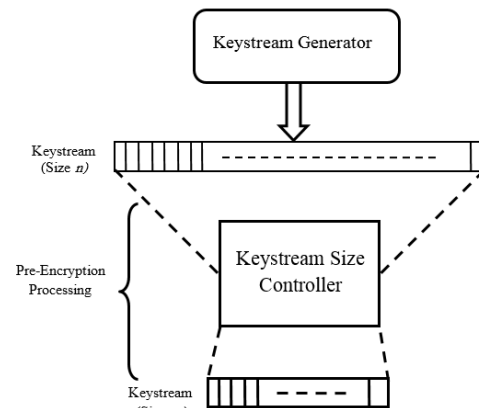 Keystream Generator
Keystream
(Size n)
Keystream Size
Controller
Pre-Encryption
Processing
Keystream